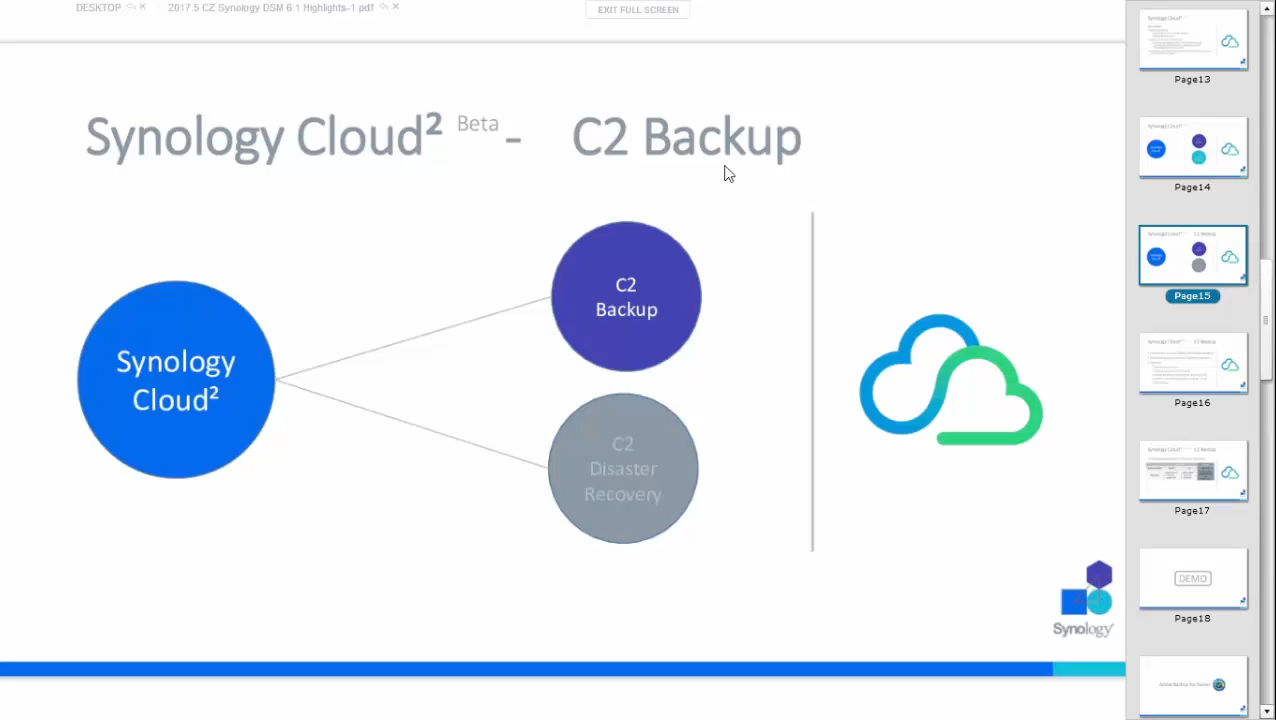 DESKTOP
2017.5 CZ Synology DSM 6.1 Highlights-1.pdf
EXIT FULL SCREEN
Synology Cloud² Beta - C2 Backup
Synology
Cloud²
C2
Backup
C2
Disaster
Recovery
Synology
Page13
Page14
Page15
Page16
Page17
DEMO
Page18